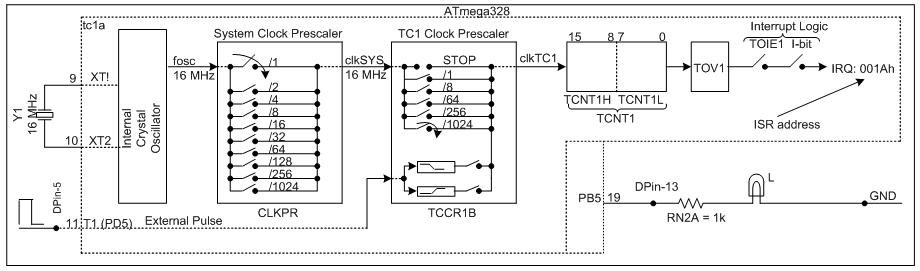 ATmega328
tc1a
Interrupt Logic
System Clock Prescaler
TC1 Clock Prescaler
15 8 7 0
TOIE1 I-bit
fosc
16 MHz
/1
clkSYS
16 MHz
STOP
clkTC1
TOV1
IRQ: 001Ah
9 XT!
Y1
16 MHz
10 XT2
Internal
Crystal
Oscillator
/2
/4
/8
/16
/32
/64
/128
/256
/1024
/1
/8
/64
/256
/1024
TCNT1H TCNT1L
TCNT1
ISR address
CLKPR
TCCR1B
DPin-5
11 T1 (PD5)
External Pulse
PB5 19
DPin-13
RN2A = 1k
L
GND